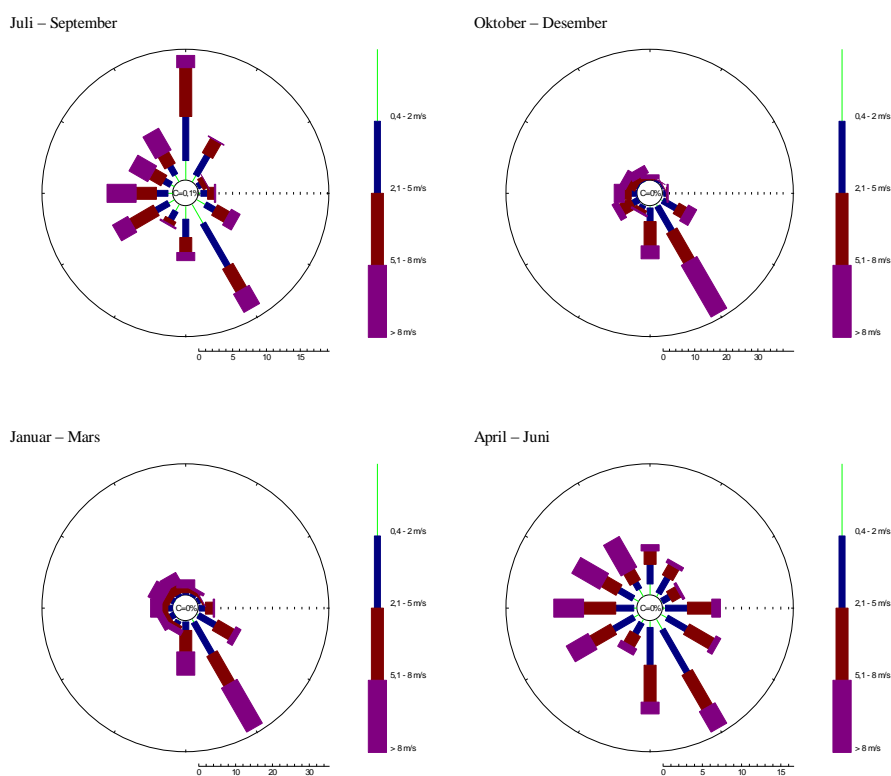 Juli – September
0,4 - 2 m/s
2.1 - 5 m/s
5,1 - 8 m/s
> 8 m/s
C=0,1%
0 5 10 15
Oktober – Desember
0,4 - 2 m/s
2.1 - 5 m/s
5,1 - 8 m/s
> 8 m/s
C=0%
0 10 20 30
Januar – Mars
0,4 - 2 m/s
2.1 - 5 m/s
5,1 - 8 m/s
> 8 m/s
C=0%
0 10 20 30
April – Juni
0,4 - 2 m/s
2.1 - 5 m/s
5,1 - 8 m/s
> 8 m/s
C=0%
0 5 10 15